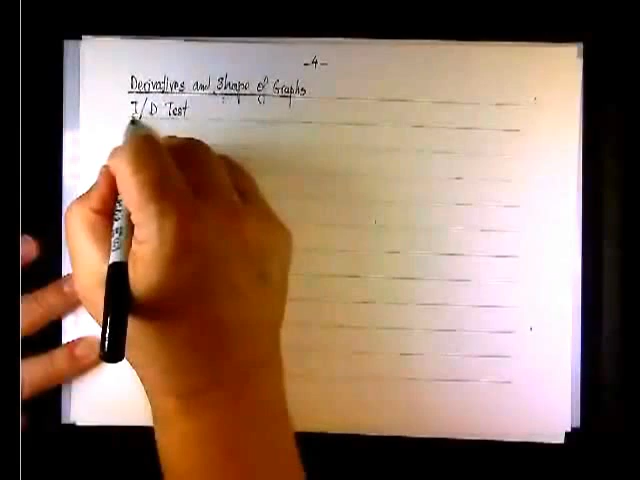 -4-
Derivatives and Shape of Graphs
I/D Test